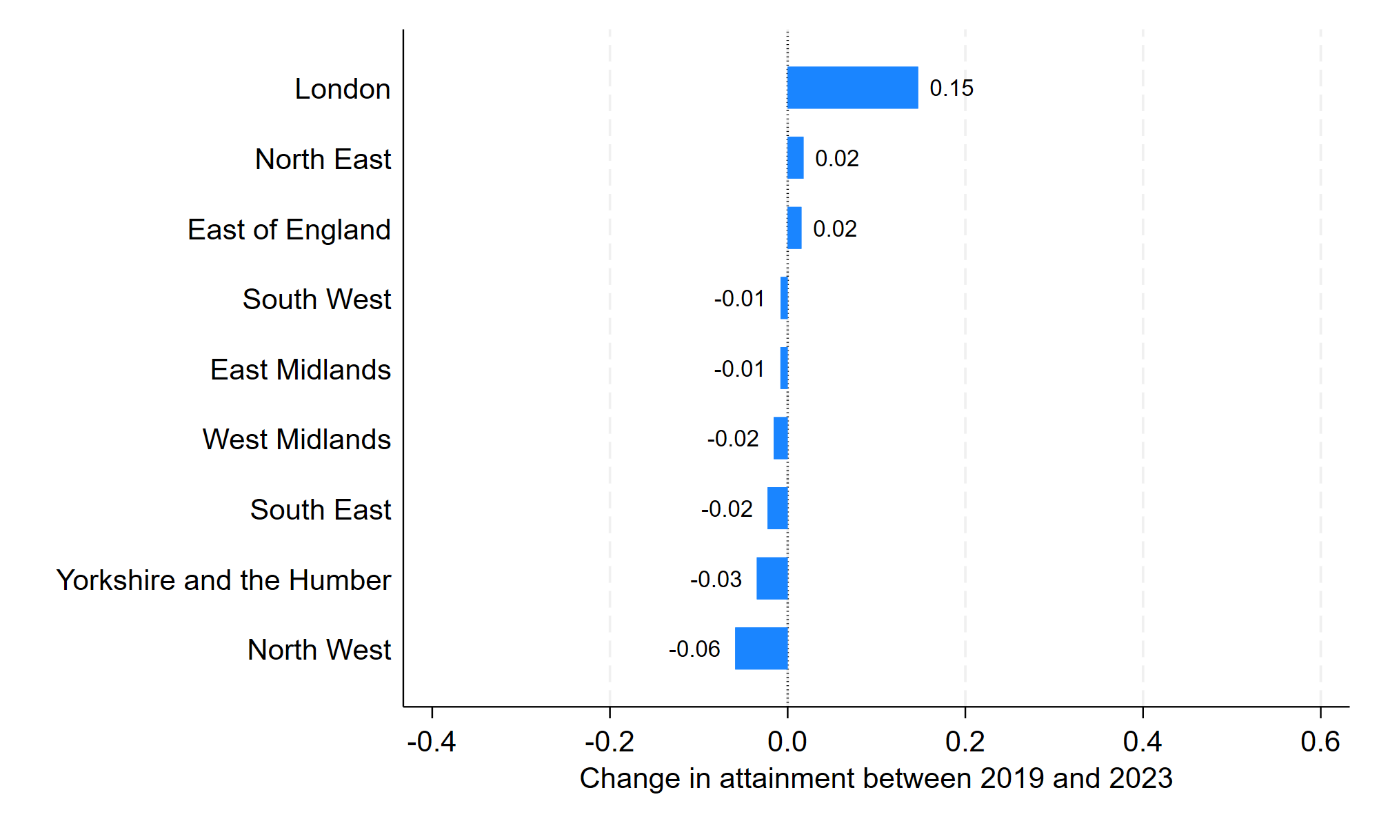 London 0.15
North East 0.02
East of England 0.02
South West -0.01
East Midlands -0.01
West Midlands -0.02
South East -0.02
Yorkshire and the Humber -0.03
North West -0.06
-0.4 -0.2 0.0 0.2 0.4 0.6
Change in attainment between 2019 and 2023